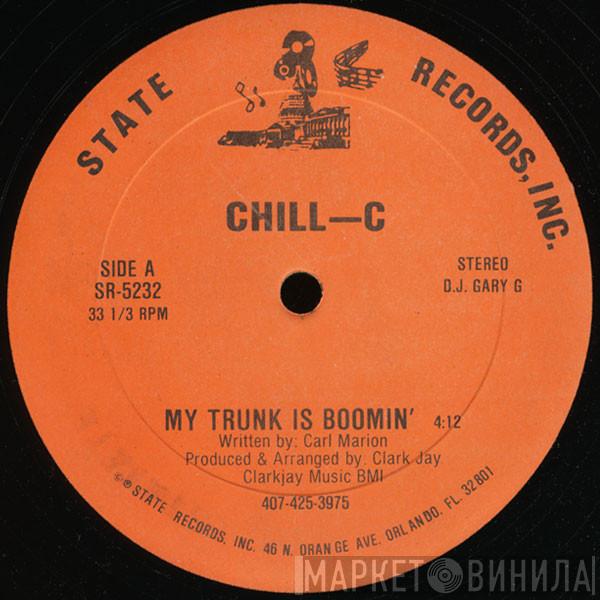 STATE RECORDS, INC.
CHILL—C
SIDE A
SR-5232
33 1/3 RPM
STEREO
D.J. GARY G
MY TRUNK IS BOOMIN' 4:12
Written by: Carl Marion
Produced & Arranged by: Clark Jay
Clarkjay Music BMI
407-425-3975
©℗STATE RECORDS, INC. 46 N. ORANGE AVE. ORLANDO, FL. 32801
МАРКЕТ ВИНИЛА